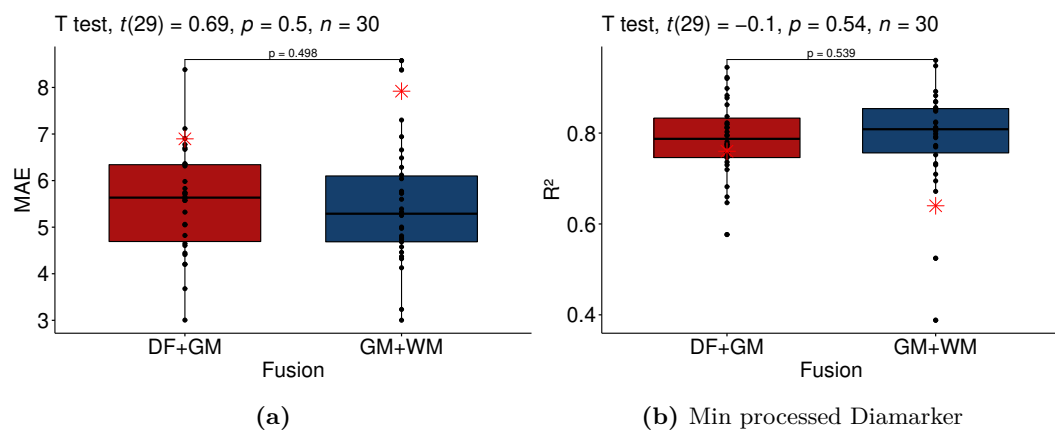 T test, t(29) = 0.69, p = 0.5, n = 30
p = 0.498
8
7
6
5
4
3
MAE
DF+GM GM+WM
Fusion
(a)
T test, t(29) = −0.1, p = 0.54, n = 30
p = 0.539
0.8
0.6
0.4
R²
DF+GM GM+WM
Fusion
(b) Min processed Diamarker